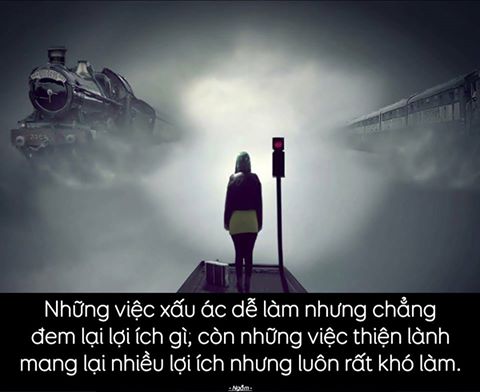 Những việc xấu ác dễ làm nhưng chẳng
đem lại lợi ích gì; còn những việc thiện lành
mang lại nhiều lợi ích nhưng luôn rất khó làm.
- Ngẫm -